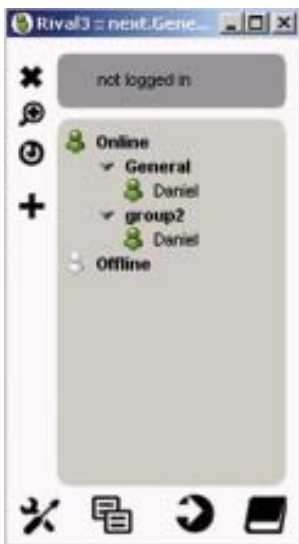 Rival3 :: next.Gene...
not logged in
Online
General
Daniel
group2
Daniel
Offline